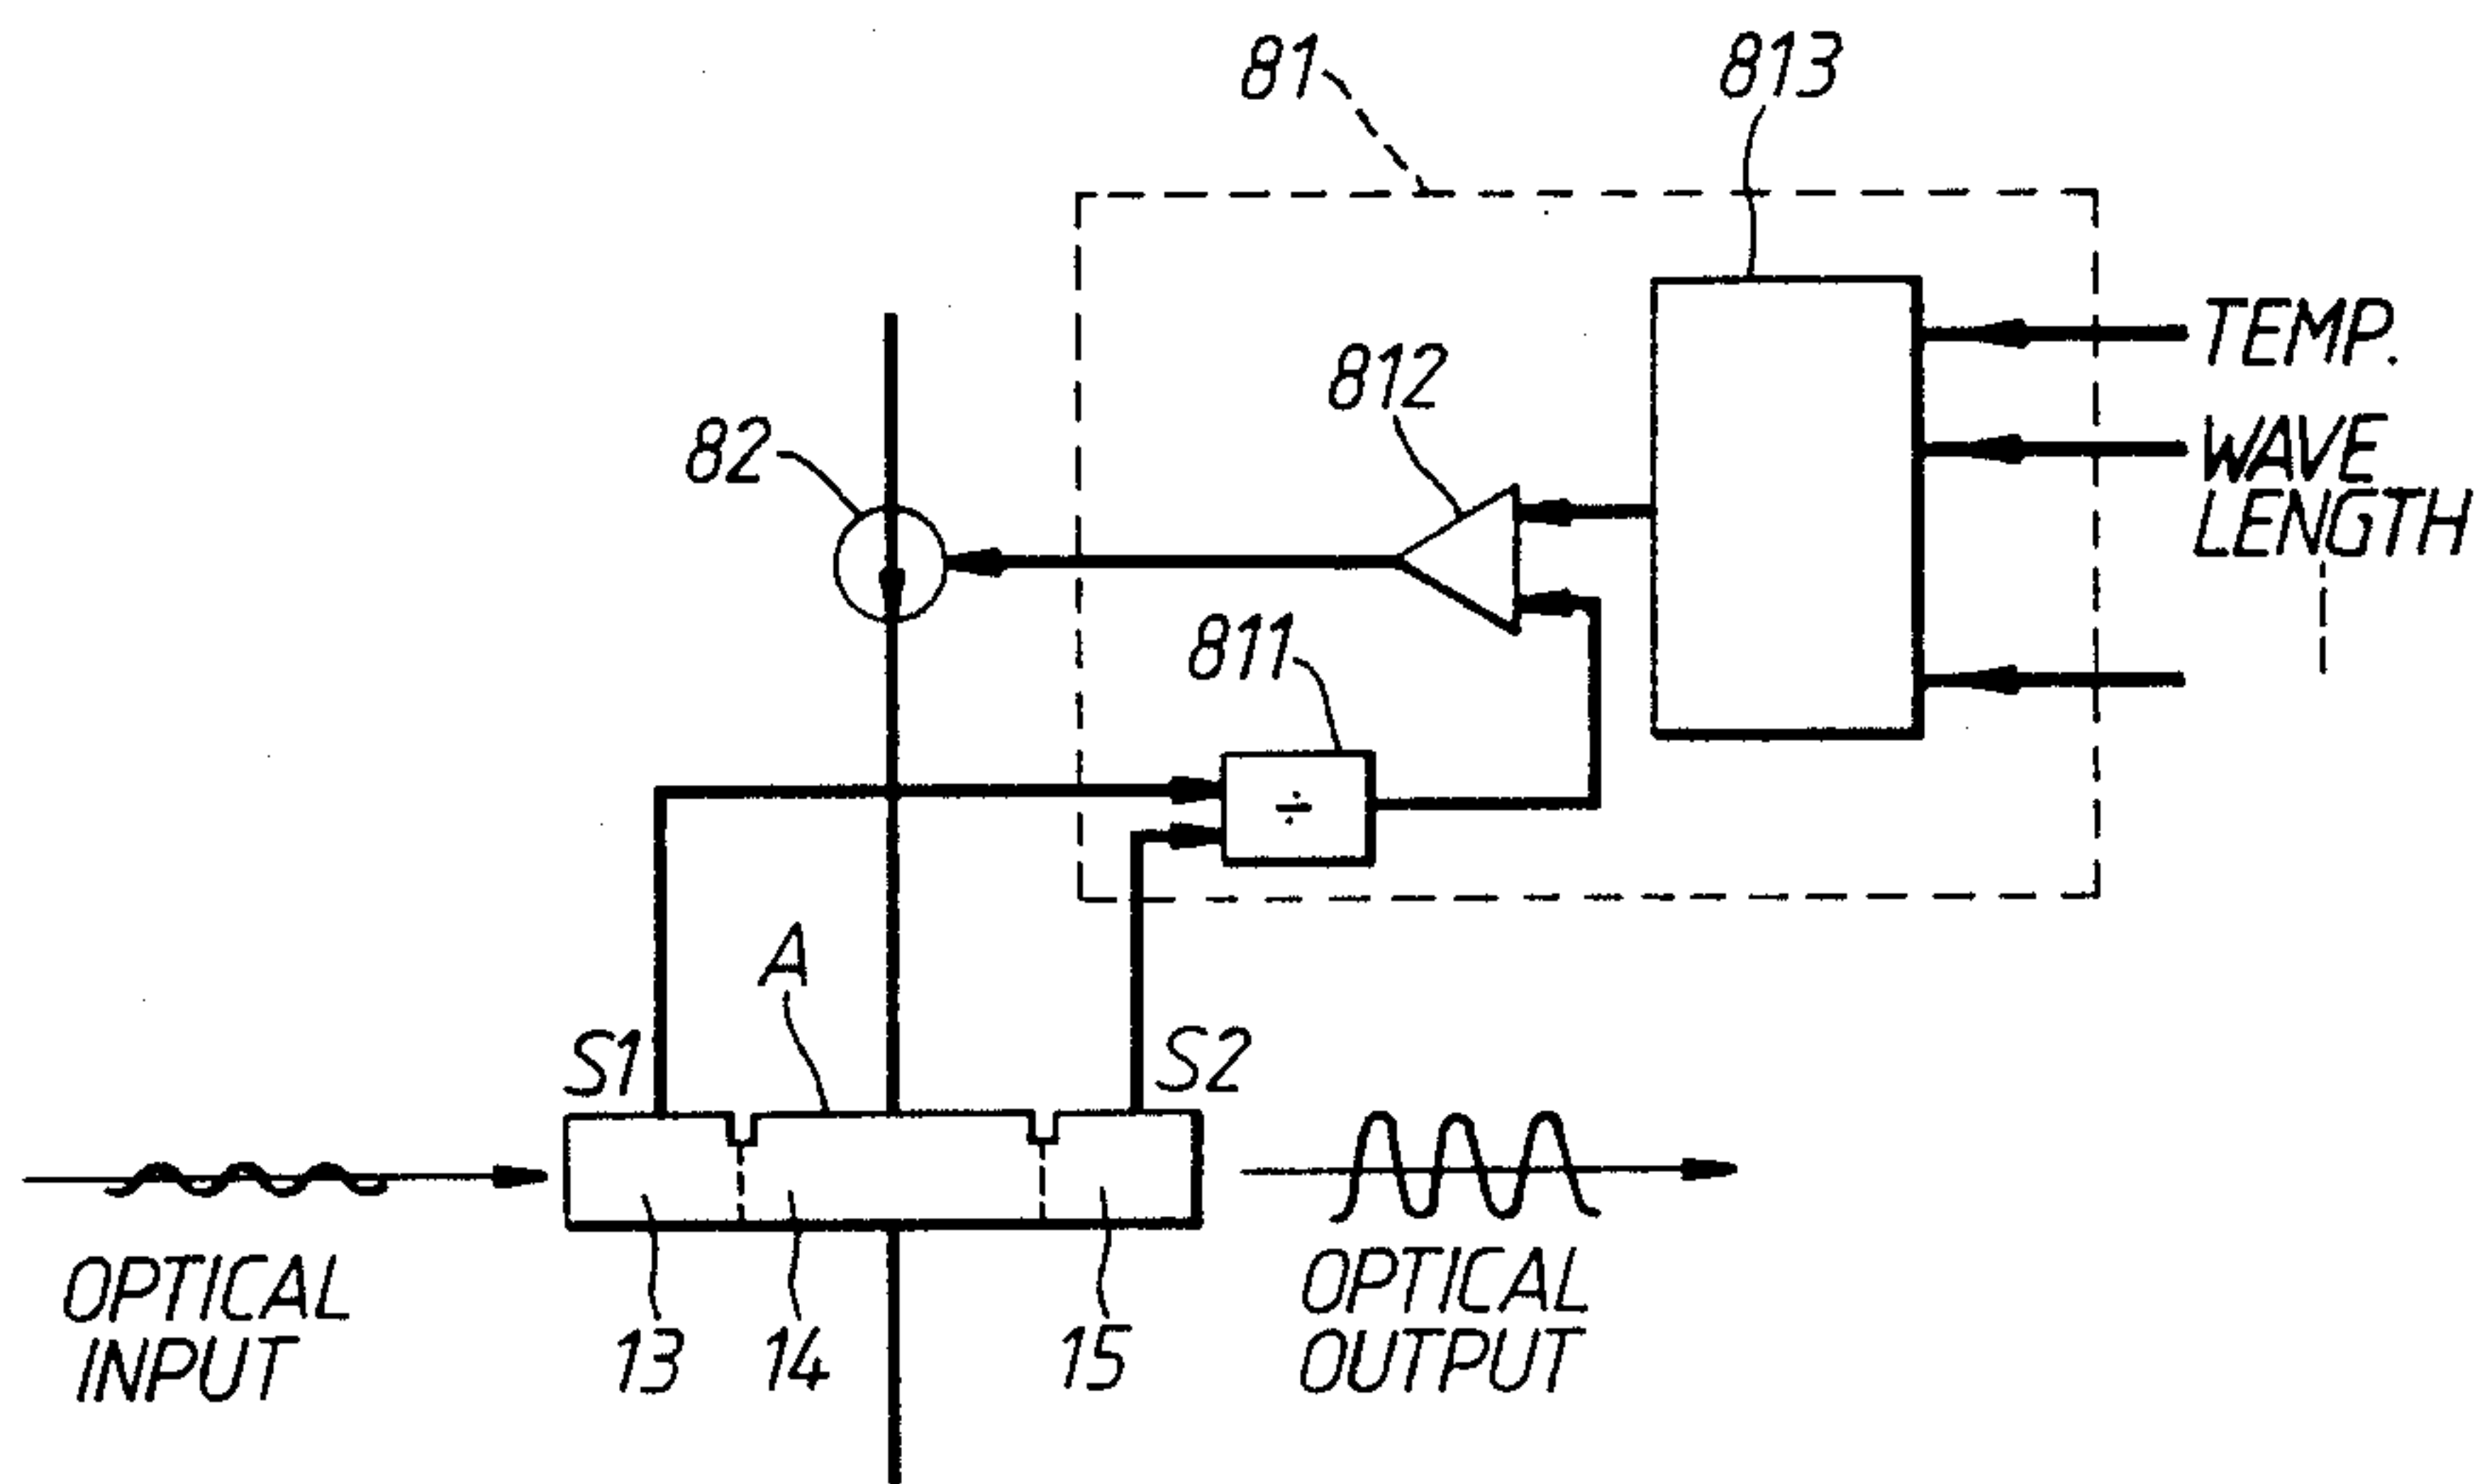 81
813
TEMP.
WAVE
LENGTH
812
82
811
÷
A
S1
S2
OPTICAL
INPUT
13
14
15
OPTICAL
OUTPUT